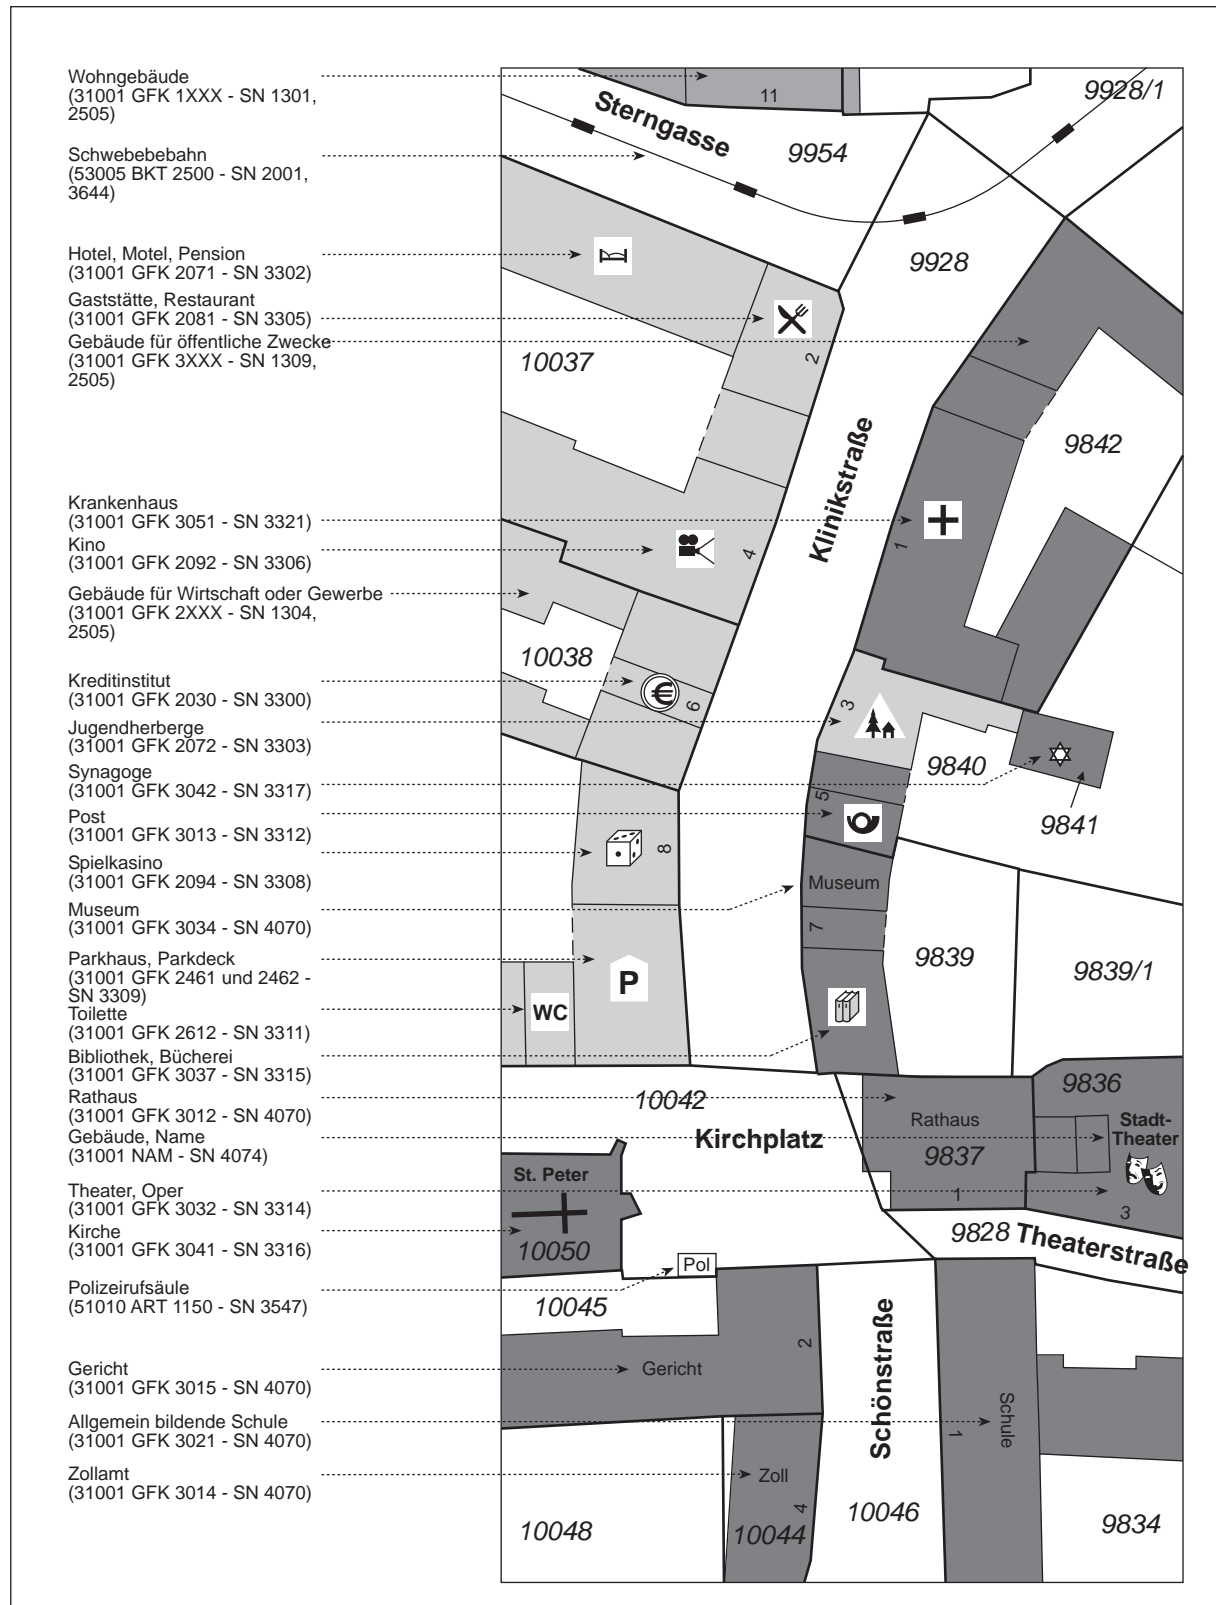 Wohngebäude
(31001 GFK 1XXX - SN 1301,
2505)
Schwebebebahn
(53005 BKT 2500 - SN 2001,
3644)
Hotel, Motel, Pension
(31001 GFK 2071 - SN 3302)
Gaststätte, Restaurant
(31001 GFK 2081 - SN 3305)
Gebäude für öffentliche Zwecke
(31001 GFK 3XXX - SN 1309,
2505)
Krankenhaus
(31001 GFK 3051 - SN 3321)
Kino
(31001 GFK 2092 - SN 3306)
Gebäude für Wirtschaft oder Gewerbe
(31001 GFK 2XXX - SN 1304,
2505)
Kreditinstitut
(31001 GFK 2030 - SN 3300)
Jugendherberge
(31001 GFK 2072 - SN 3303)
Synagoge
(31001 GFK 3042 - SN 3317)
Post
(31001 GFK 3013 - SN 3312)
Spielkasino
(31001 GFK 2094 - SN 3308)
Museum
(31001 GFK 3034 - SN 4070)
Parkhaus, Parkdeck
(31001 GFK 2461 und 2462 -
SN 3309)
Toilette
(31001 GFK 2612 - SN 3311)
Bibliothek, Bücherei
(31001 GFK 3037 - SN 3315)
Rathaus
(31001 GFK 3012 - SN 4070)
Gebäude, Name
(31001 NAM - SN 4074)
Theater, Oper
(31001 GFK 3032 - SN 3314)
Kirche
(31001 GFK 3041 - SN 3316)
Polizeirufsäule
(51010 ART 1150 - SN 3547)
Gericht
(31001 GFK 3015 - SN 4070)
Allgemein bildende Schule
(31001 GFK 3021 - SN 4070)
Zollamt
(31001 GFK 3014 - SN 4070)
11
9928/1
Sterngasse
9954
9928
2
10037
Klinikstraße
9842
4
1
10038
€
6
3
9840
5
9841
8
Museum
7
9839
9839/1
P
WC
10042
9836
Rathaus
Stadt-
Theater
Kirchplatz
9837
St. Peter
1
3
10050
9828
Theaterstraße
Pol
10045
2
Schönstraße
Gericht
Schule
1
Zoll
4
10048
10044
10046
9834